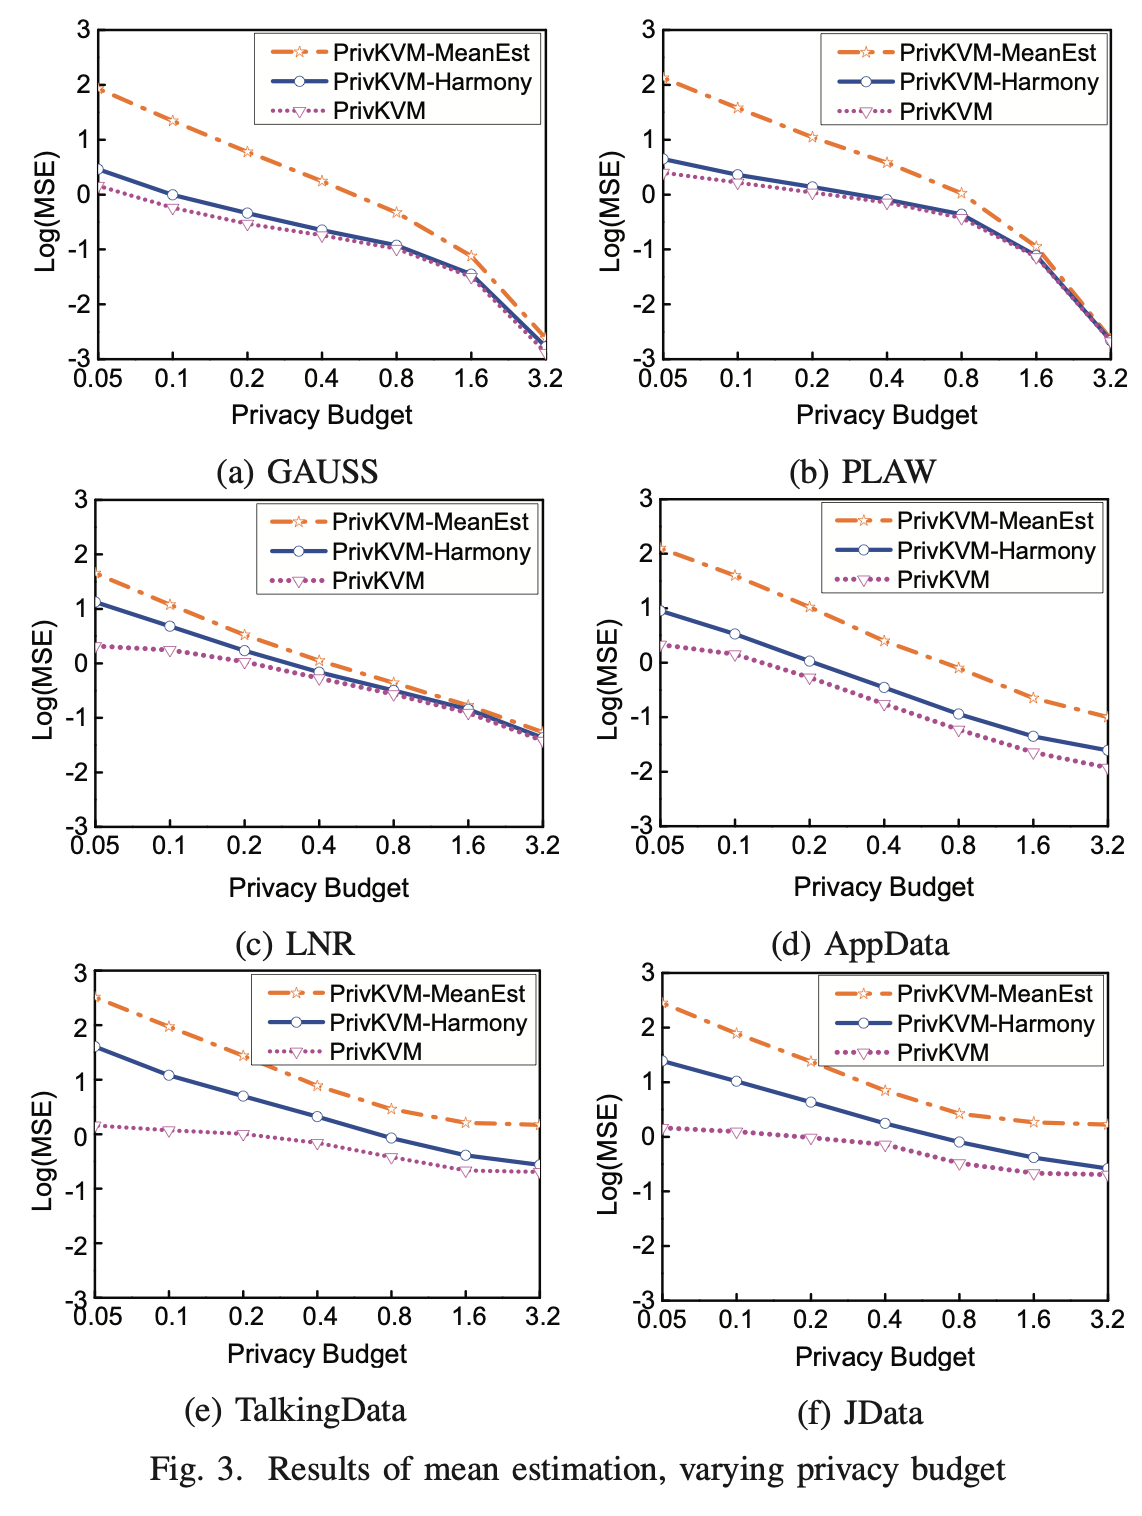 3
2
1
0
-1
-2
-3
Log(MSE)
PrivKVM-MeanEst
PrivKVM-Harmony
PrivKVM
0.05 0.1 0.2 0.4 0.8 1.6 3.2
Privacy Budget
(a) GAUSS
3
2
1
0
-1
-2
-3
Log(MSE)
PrivKVM-MeanEst
PrivKVM-Harmony
PrivKVM
0.05 0.1 0.2 0.4 0.8 1.6 3.2
Privacy Budget
(b) PLAW
3
2
1
0
-1
-2
-3
Log(MSE)
PrivKVM-MeanEst
PrivKVM-Harmony
PrivKVM
0.05 0.1 0.2 0.4 0.8 1.6 3.2
Privacy Budget
(c) LNR
3
2
1
0
-1
-2
-3
Log(MSE)
PrivKVM-MeanEst
PrivKVM-Harmony
PrivKVM
0.05 0.1 0.2 0.4 0.8 1.6 3.2
Privacy Budget
(d) AppData
3
2
1
0
-1
-2
-3
Log(MSE)
PrivKVM-MeanEst
PrivKVM-Harmony
PrivKVM
0.05 0.1 0.2 0.4 0.8 1.6 3.2
Privacy Budget
(e) TalkingData
3
2
1
0
-1
-2
-3
Log(MSE)
PrivKVM-MeanEst
PrivKVM-Harmony
PrivKVM
0.05 0.1 0.2 0.4 0.8 1.6 3.2
Privacy Budget
(f) JData
Fig. 3. Results of mean estimation, varying privacy budget